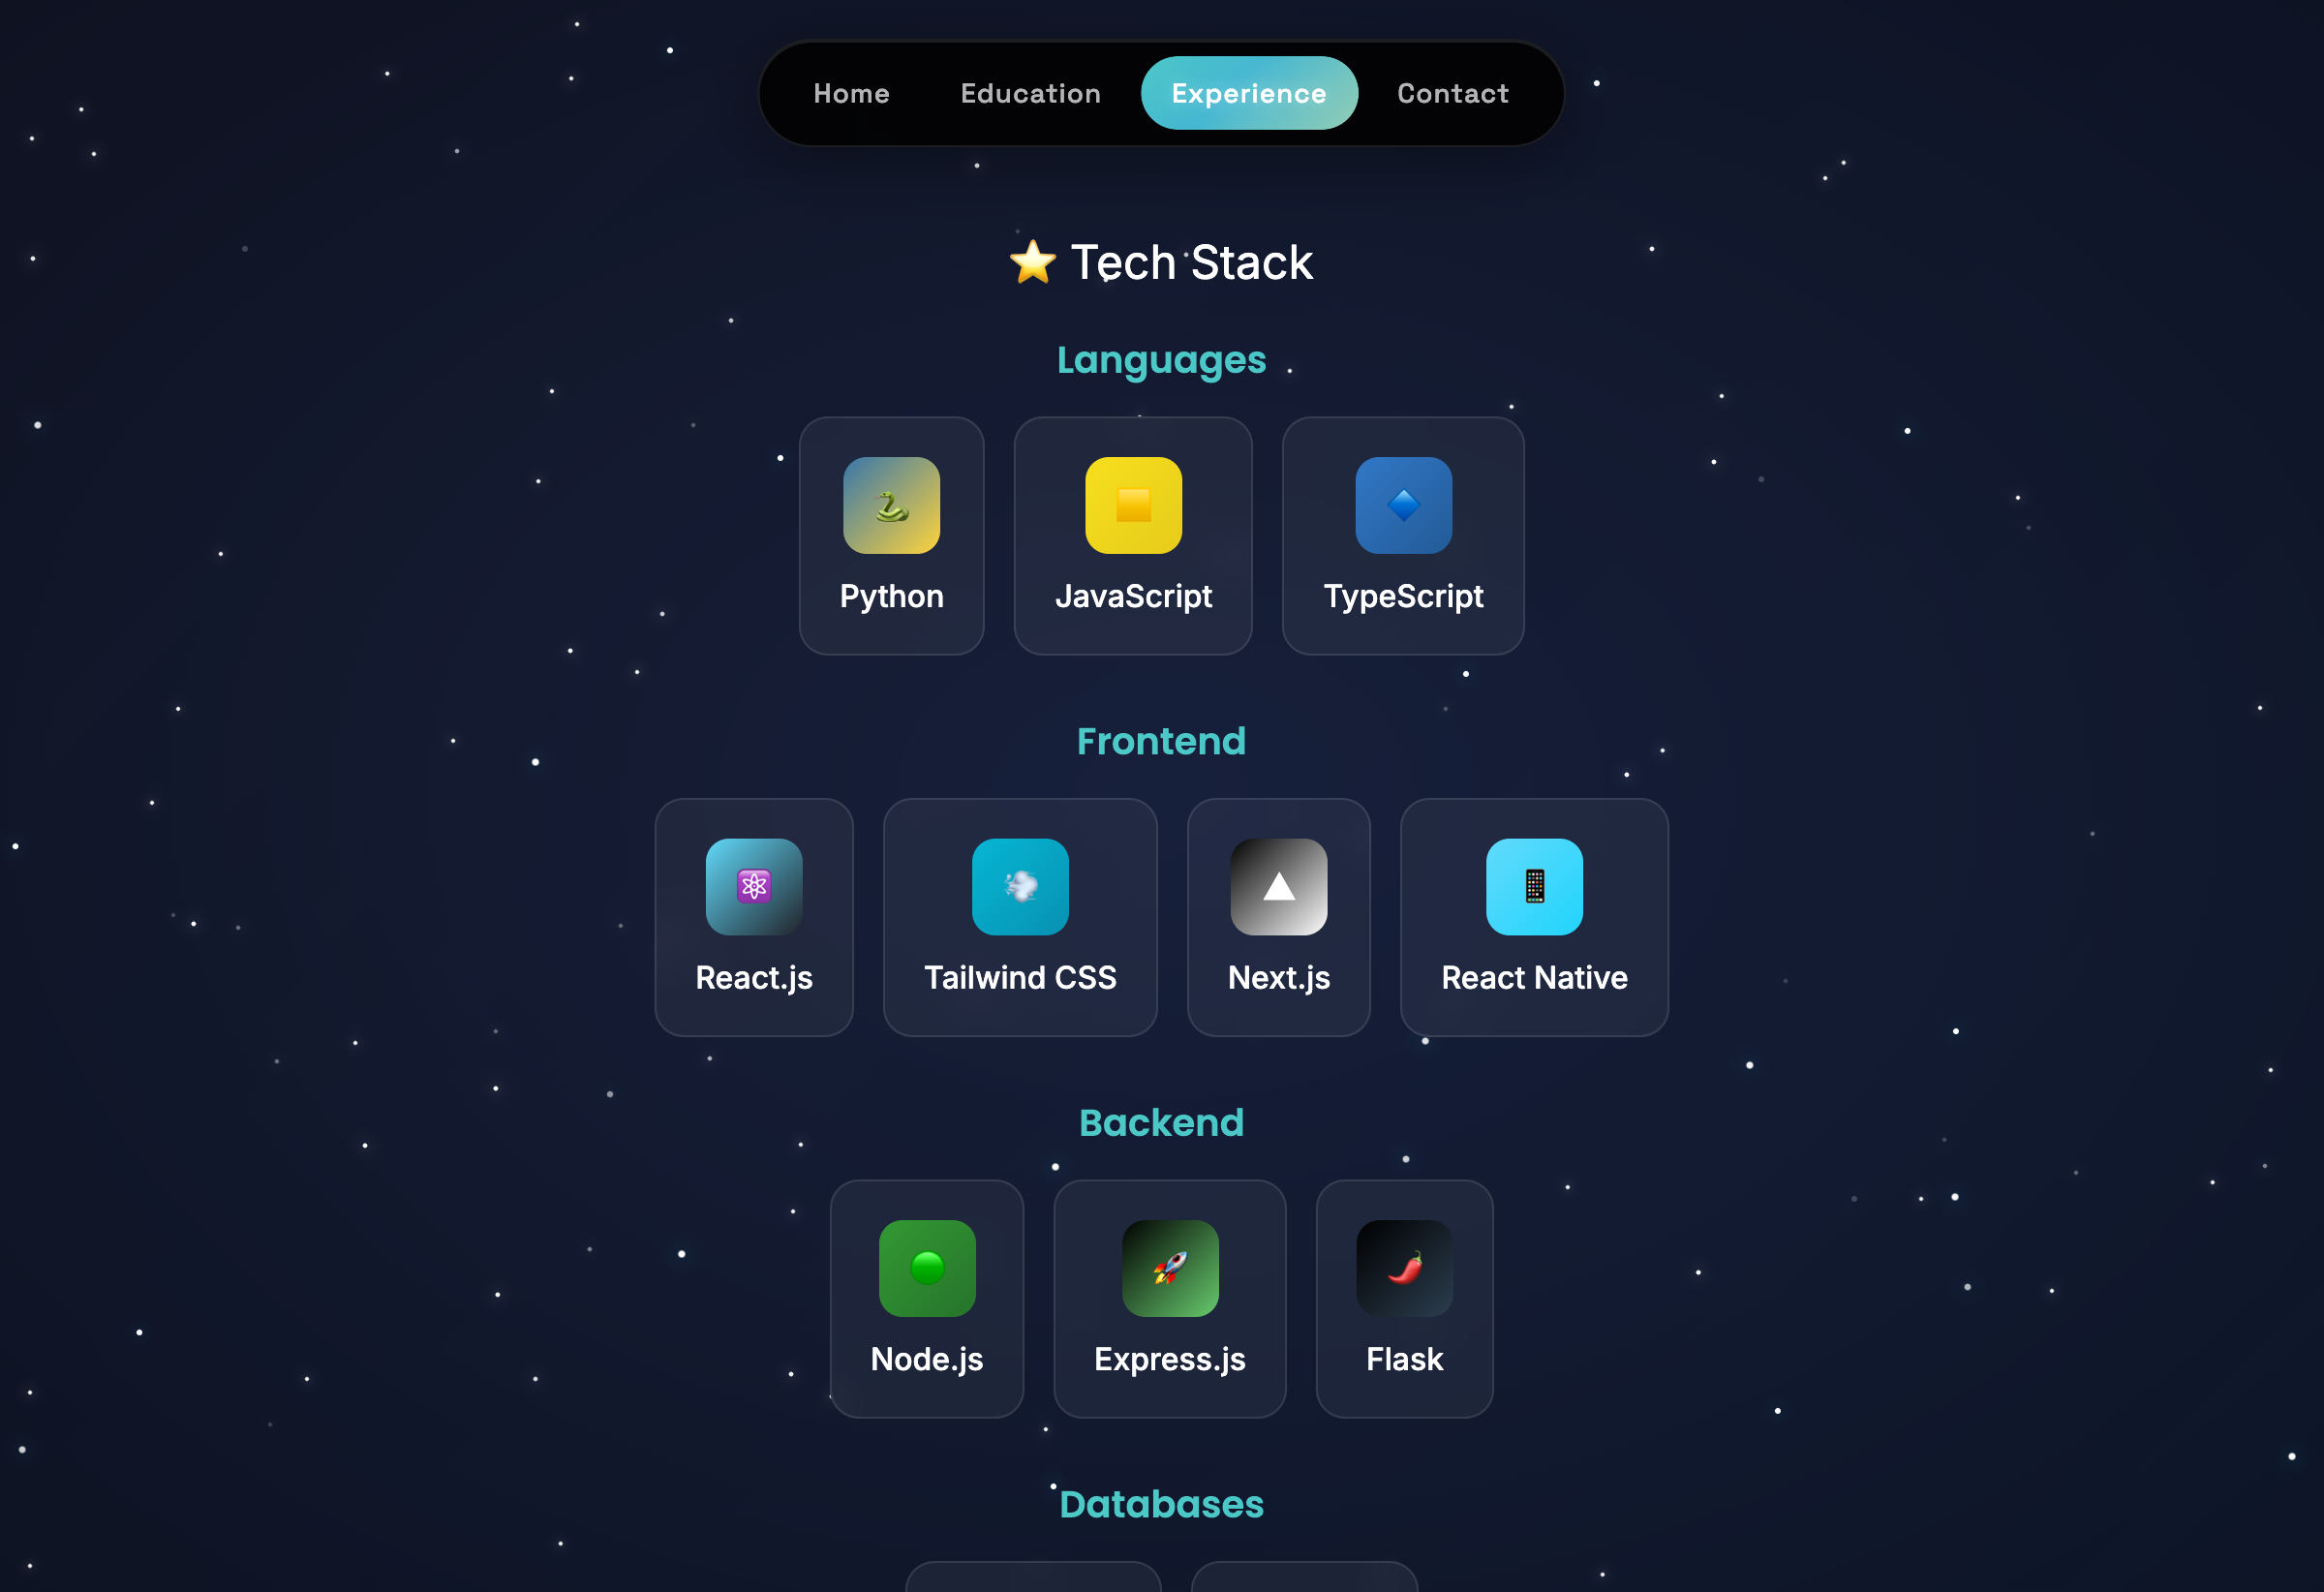 Home Education Experience Contact
⭐ Tech Stack
Languages
Python JavaScript TypeScript
Frontend
React.js Tailwind CSS Next.js React Native
Backend
Node.js Express.js Flask
Databases